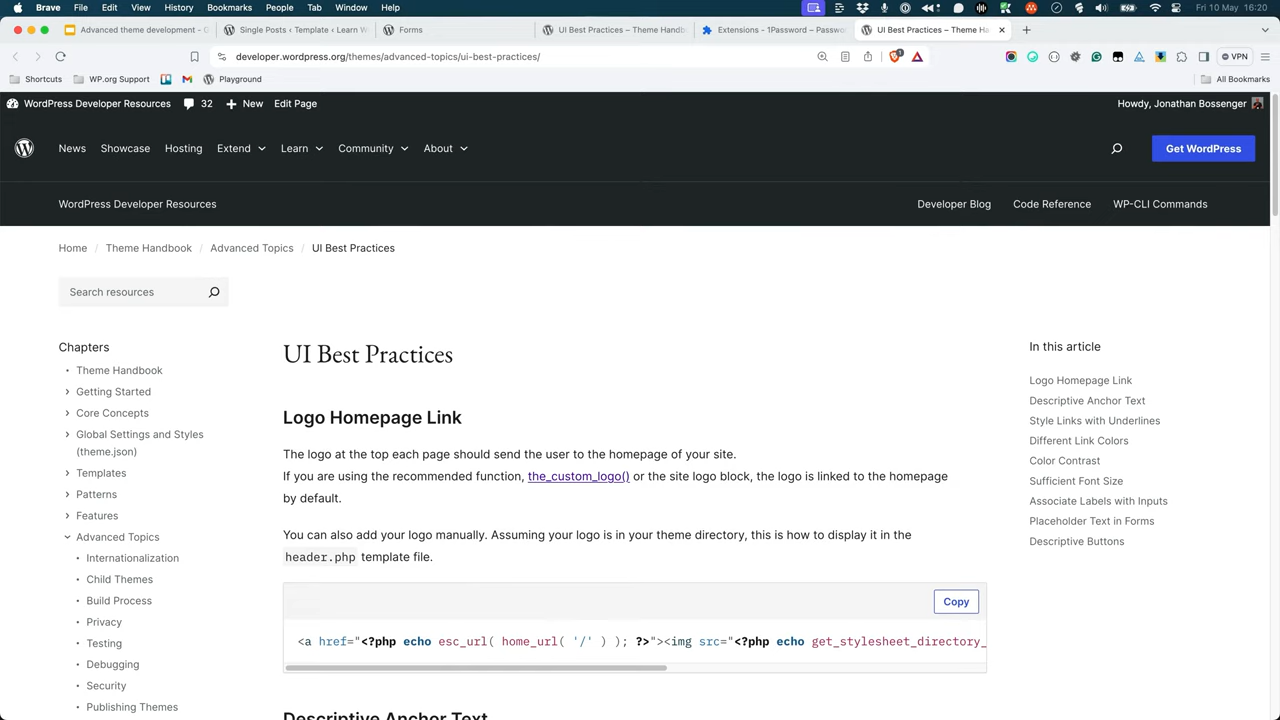 Brave File Edit View History Bookmarks People Tab Window Help Fri 10 May 16:20
Advanced theme development - G
Single Posts ‹ Template ‹ Learn W
Forms
UI Best Practices – Theme Handb
Extensions - 1Password – Passwo
UI Best Practices – Theme Ha
developer.wordpress.org/themes/advanced-topics/ui-best-practices/
1
VPN
Shortcuts WP.org Support Playground All Bookmarks
WordPress Developer Resources 32 New Edit Page Howdy, Jonathan Bossenger
News Showcase Hosting Extend Learn Community About Get WordPress
WordPress Developer Resources Developer Blog Code Reference WP-CLI Commands
Home / Theme Handbook / Advanced Topics / UI Best Practices
Search resources
Chapters
Theme Handbook
Getting Started
Core Concepts
Global Settings and Styles
(theme.json)
Templates
Patterns
Features
Advanced Topics
Internationalization
Child Themes
Build Process
Privacy
Testing
Debugging
Security
Publishing Themes
UI Best Practices
Logo Homepage Link
The logo at the top each page should send the user to the homepage of your site.
If you are using the recommended function, the_custom_logo() or the site logo block, the logo is linked to the homepage
by default.
You can also add your logo manually. Assuming your logo is in your theme directory, this is how to display it in the
header.php template file.
Copy
<a href="<?php echo esc_url( home_url( '/' ) ); ?>"><img src="<?php echo get_stylesheet_directory_
Descriptive Anchor Text
In this article
Logo Homepage Link
Descriptive Anchor Text
Style Links with Underlines
Different Link Colors
Color Contrast
Sufficient Font Size
Associate Labels with Inputs
Placeholder Text in Forms
Descriptive Buttons